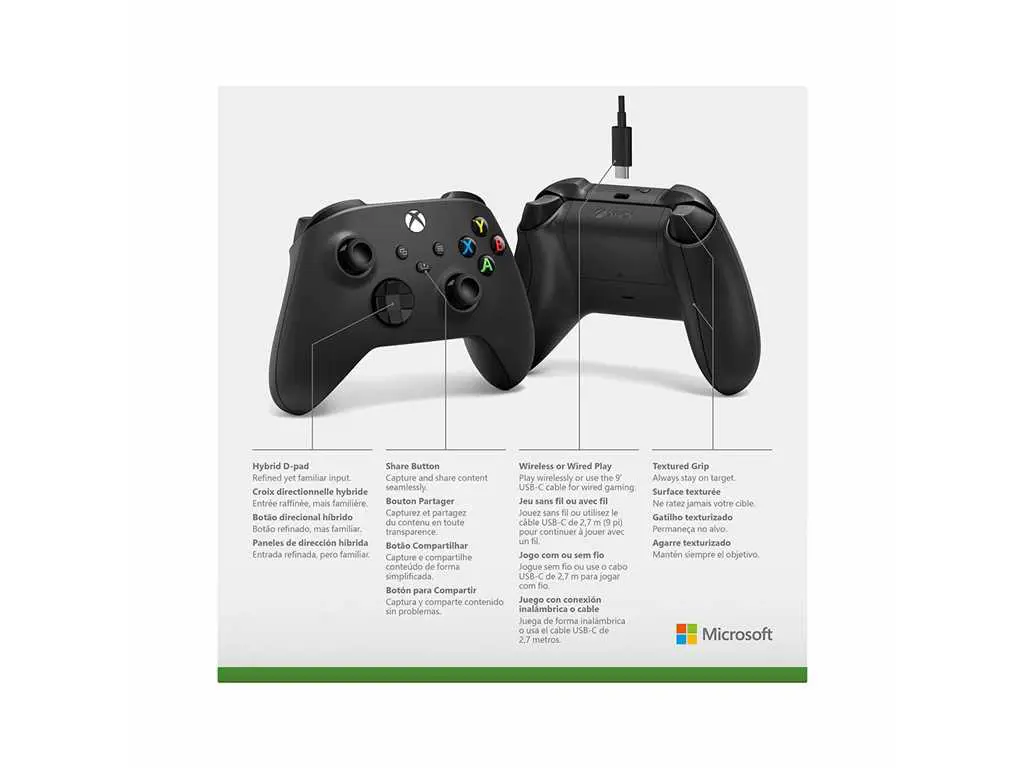 Y
X
B
A
Hybrid D-pad
Refined yet familiar input.
Croix directionnelle hybride
Entrée raffinée, mais familière.
Botão direcional híbrido
Botão refinado, mas familiar.
Paneles de dirección híbrida
Entrada refinada, pero familiar.
Share Button
Capture and share content
seamlessly.
Bouton Partager
Capturez et partagez
du contenu en toute
transparence.
Botão Compartilhar
Capture e compartilhe
conteúdo de forma
simplificada.
Botón para Compartir
Captura y comparte contenido
sin problemas.
Wireless or Wired Play
Play wirelessly or use the 9'
USB-C cable for wired gaming.
Jeu sans fil ou avec fil
Jouez sans fil ou utilisez le
câble USB-C de 2,7 m (9 pi)
pour continuer à jouer avec
un fil.
Jogo com ou sem fio
Jogue sem fio ou use o cabo
USB-C de 2,7 m para jogar
com fio.
Juego con conexión
inalámbrica o cable
Juega de forma inalámbrica
o usa el cable USB-C de
2,7 metros.
Textured Grip
Always stay on target.
Surface texturée
Ne ratez jamais votre cible.
Gatilho texturizado
Permaneça no alvo.
Agarre texturizado
Mantén siempre el objetivo.
Microsoft